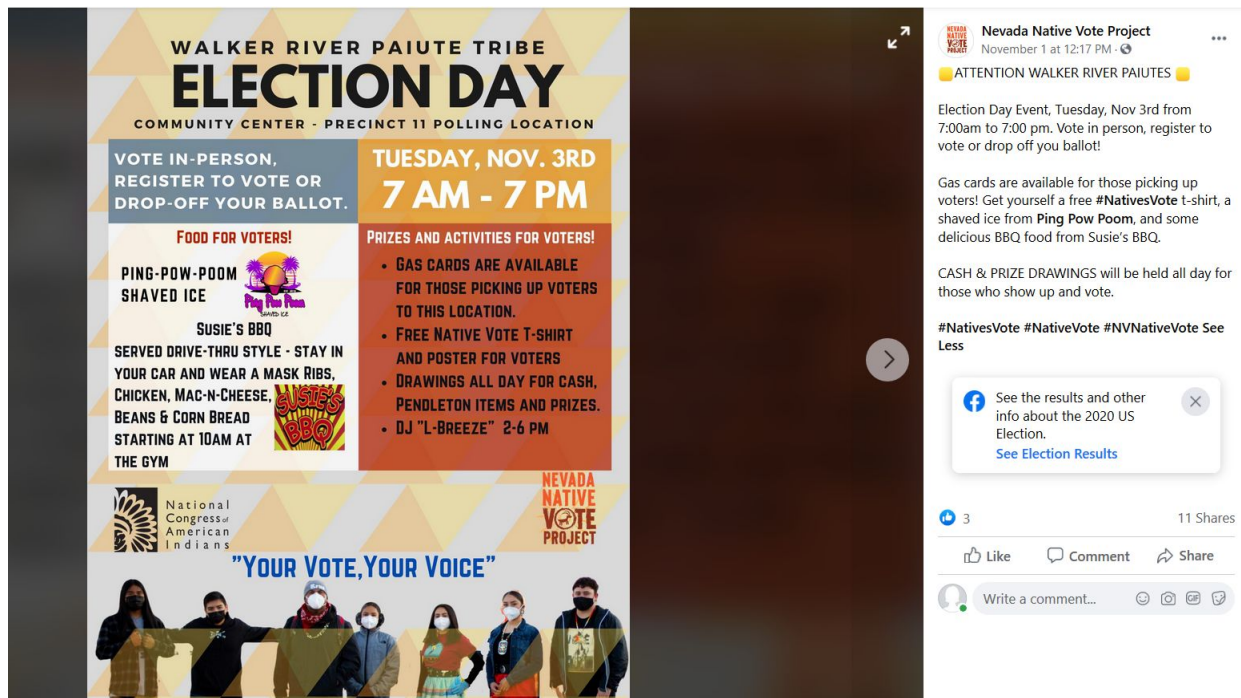 WALKER RIVER PAIUTE TRIBE
ELECTION DAY
COMMUNITY CENTER - PRECINCT 11 POLLING LOCATION
VOTE IN-PERSON,
REGISTER TO VOTE OR
DROP-OFF YOUR BALLOT.
TUESDAY, NOV. 3RD
7 AM - 7 PM
FOOD FOR VOTERS!
PING-POW-POOM
SHAVED ICE
Ping Pow Poom
SHAVED ICE
SUSIE'S BBQ
SERVED DRIVE-THRU STYLE - STAY IN
YOUR CAR AND WEAR A MASK RIBS,
CHICKEN, MAC-N-CHEESE,
BEANS & CORN BREAD
STARTING AT 10AM AT
THE GYM
SUSIE'S
BBQ
PRIZES AND ACTIVITIES FOR VOTERS!
• GAS CARDS ARE AVAILABLE
FOR THOSE PICKING UP VOTERS
TO THIS LOCATION.
• FREE NATIVE VOTE T-SHIRT
AND POSTER FOR VOTERS
• DRAWINGS ALL DAY FOR CASH,
PENDLETON ITEMS AND PRIZES.
• DJ "L-BREEZE" 2-6 PM
National
Congress of
American
Indians
NEVADA
NATIVE
VOTE
PROJECT
"YOUR VOTE,YOUR VOICE"
NEVADA
NATIVE
VOTE
PROJECT
Nevada Native Vote Project
November 1 at 12:17 PM ·
ATTENTION WALKER RIVER PAIUTES
Election Day Event, Tuesday, Nov 3rd from
7:00am to 7:00 pm. Vote in person, register to
vote or drop off you ballot!
Gas cards are available for those picking up
voters! Get yourself a free #NativesVote t-shirt, a
shaved ice from Ping Pow Poom, and some
delicious BBQ food from Susie's BBQ.
CASH & PRIZE DRAWINGS will be held all day for
those who show up and vote.
#NativesVote #NativeVote #NVNativeVote See
Less
See the results and other
info about the 2020 US
Election.
See Election Results
3
11 Shares
Like
Comment
Share
Write a comment...
GIF